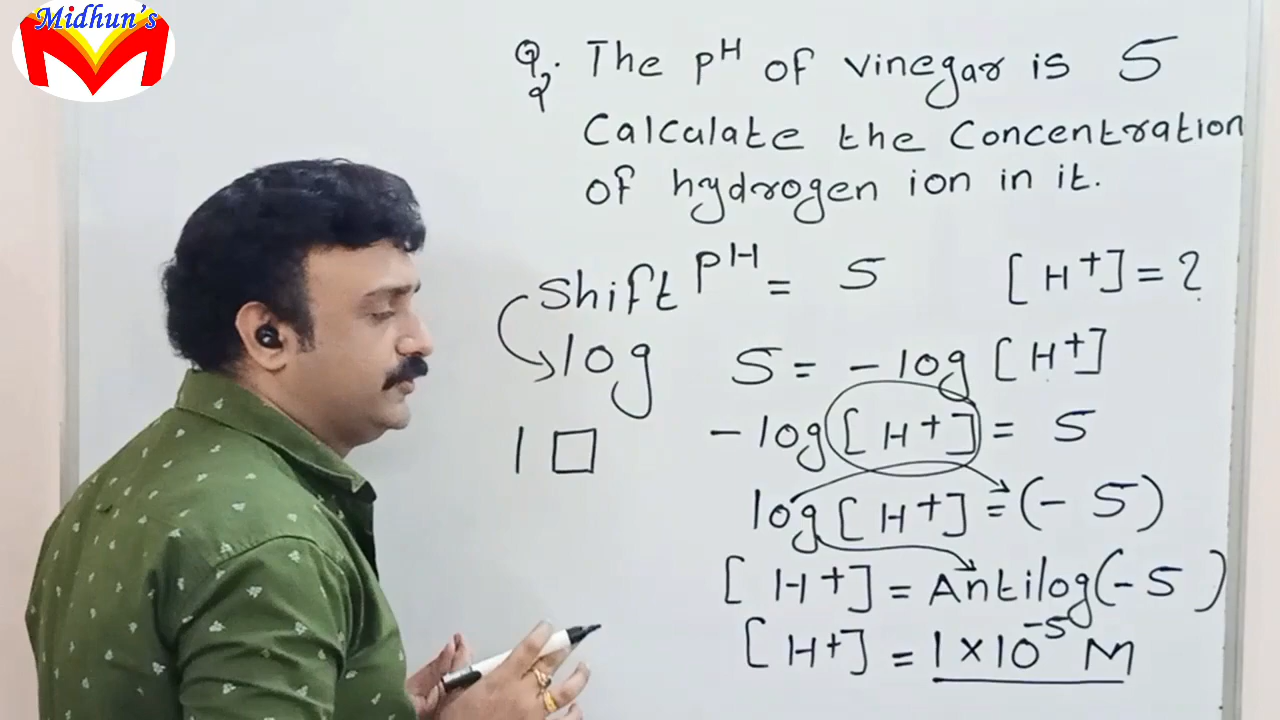 Midhun's
Q. The pH of vinegar is 5
Calculate the Concentration
of hydrogen ion in it.
Shift pH = 5 [H+] = ?
log 5 = -log [H+]
10 □ -log [H+] = 5
log [H+] = (-5)
[H+] = Antilog (-5)
[H+] = 1×10⁻⁵ M